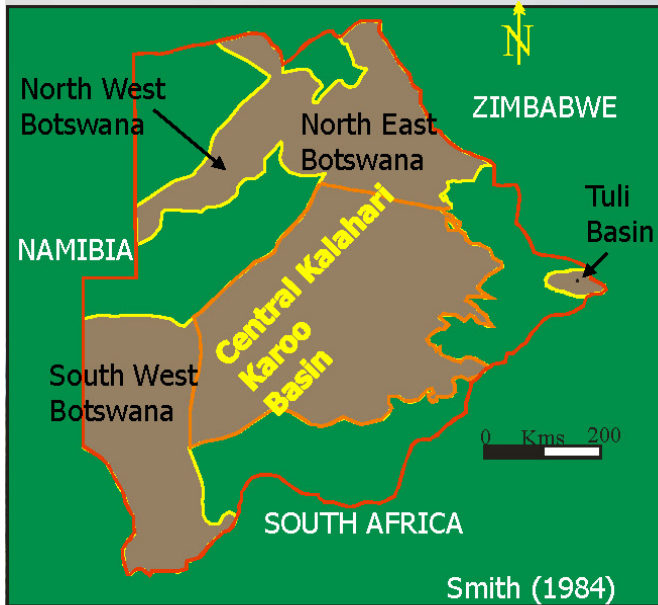 N
North West
Botswana
North East
Botswana
ZIMBABWE
Tuli
Basin
NAMIBIA
Central Kalahari
Karoo
Basin
South West
Botswana
0 Kms 200
SOUTH AFRICA
Smith (1984)